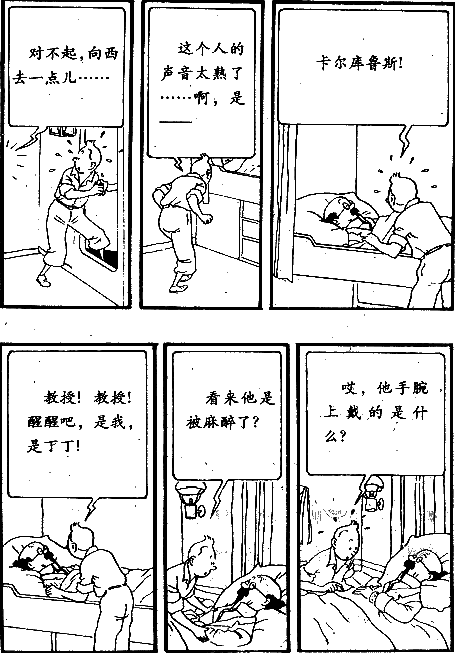 对不起，向西
去一点儿……
这个人的
声音太熟了
……啊，是
——
卡尔库鲁斯！
教授！教授！
醒醒吧，是我，
是丁丁！
看来他是
被麻醉了？
哎，他手腕
上戴的是什
么？